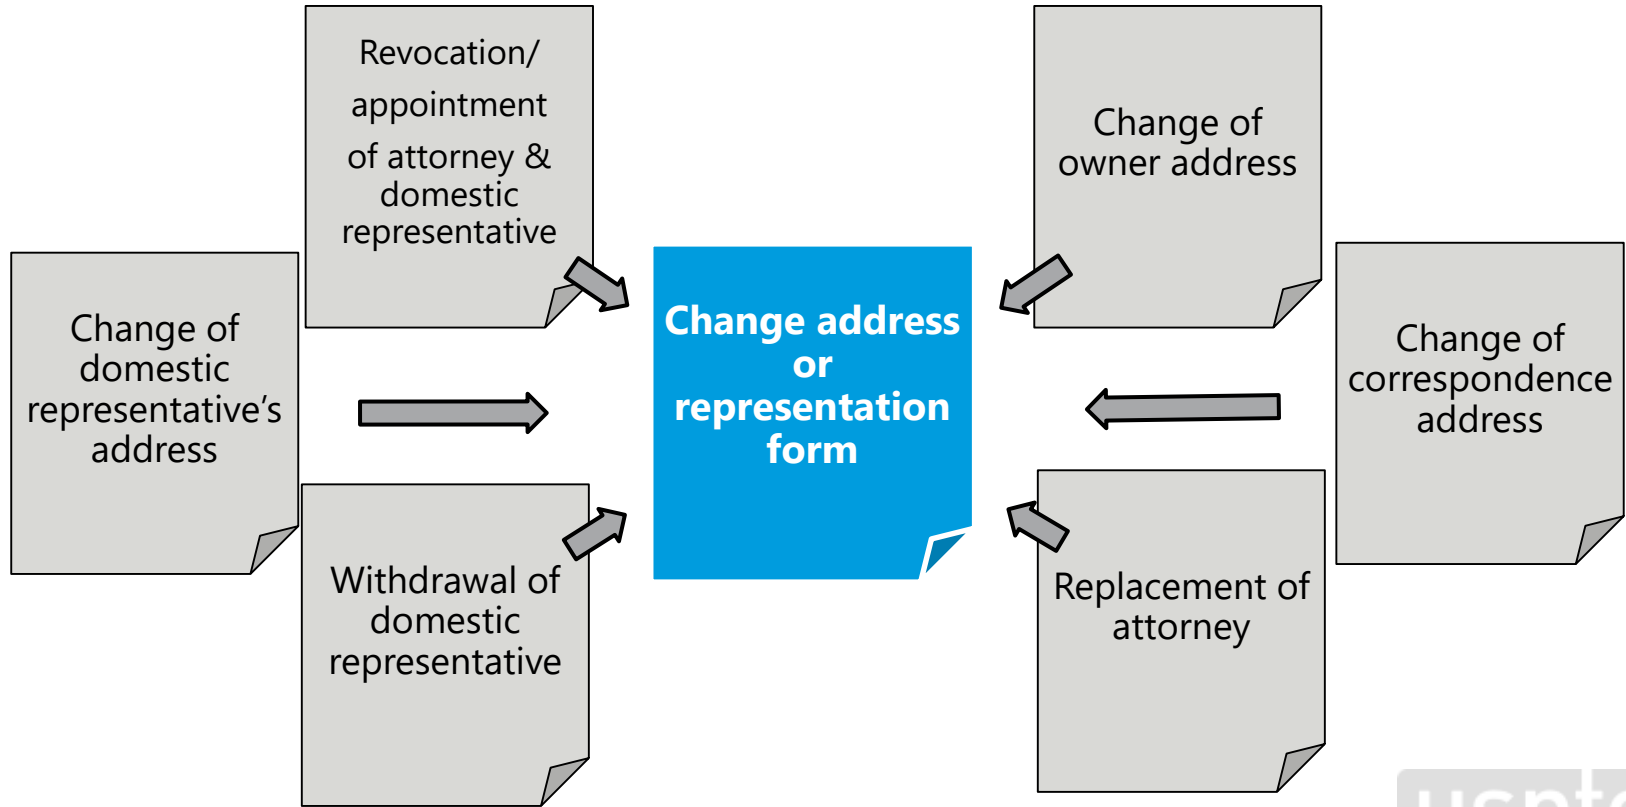 Revocation/
appointment
of attorney &
domestic
representative
Change of
owner address
Change of
domestic
representative’s
address
Change address
or
representation
form
Change of
correspondence
address
Withdrawal of
domestic
representative
Replacement of
attorney